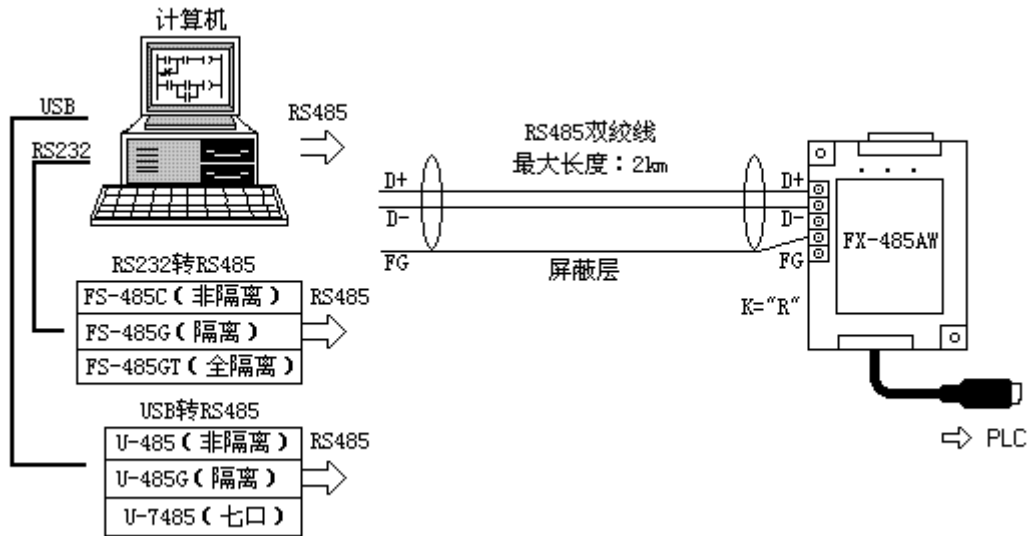 计算机
USB
RS232
RS485
RS485双绞线
最大长度：2km
D+
D-
FG
屏蔽层
D+
D-
FG
K="R"
FX-485AW
RS232转RS485
FS-485C（非隔离）
FS-485G（隔离）
FS-485GT（全隔离）
RS485
USB转RS485
U-485（非隔离）
U-485G（隔离）
U-7485（七口）
RS485
PLC